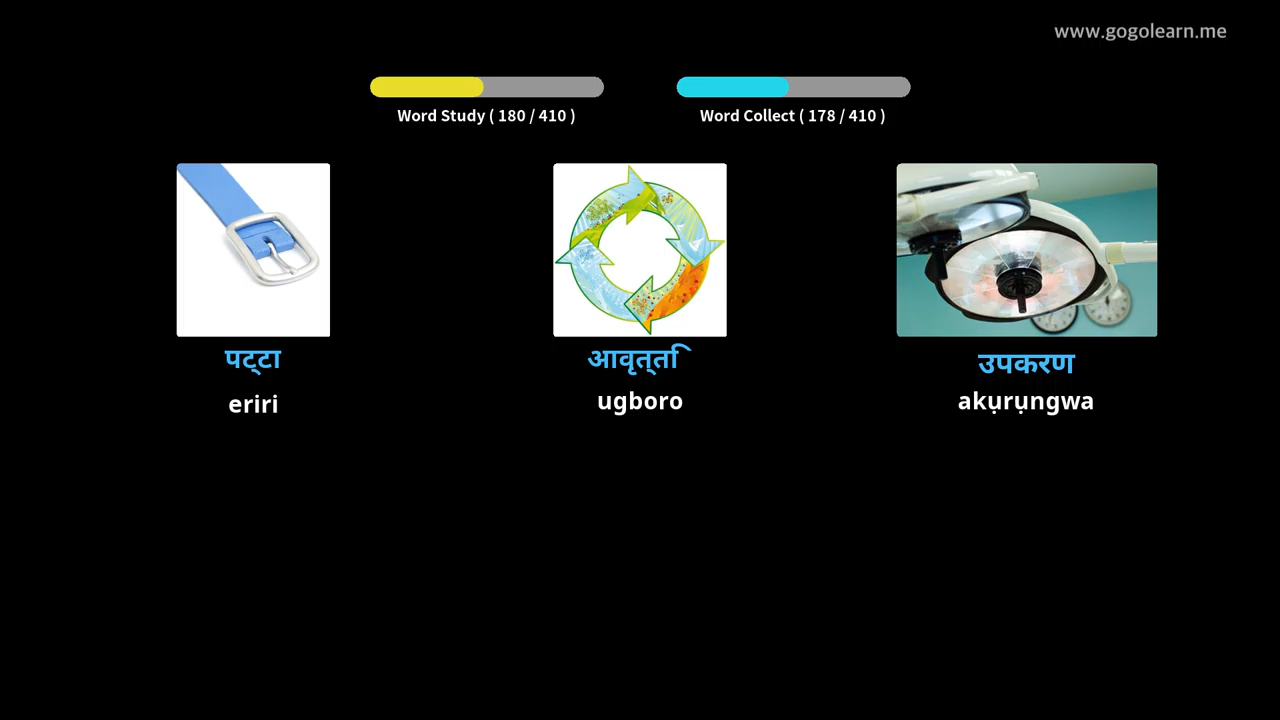 www.gogolearn.me
Word Study ( 180 / 410 )
Word Collect ( 178 / 410 )
पट्टा
आवृत्ति
उपकरण
eriri
ugboro
akụrụngwa